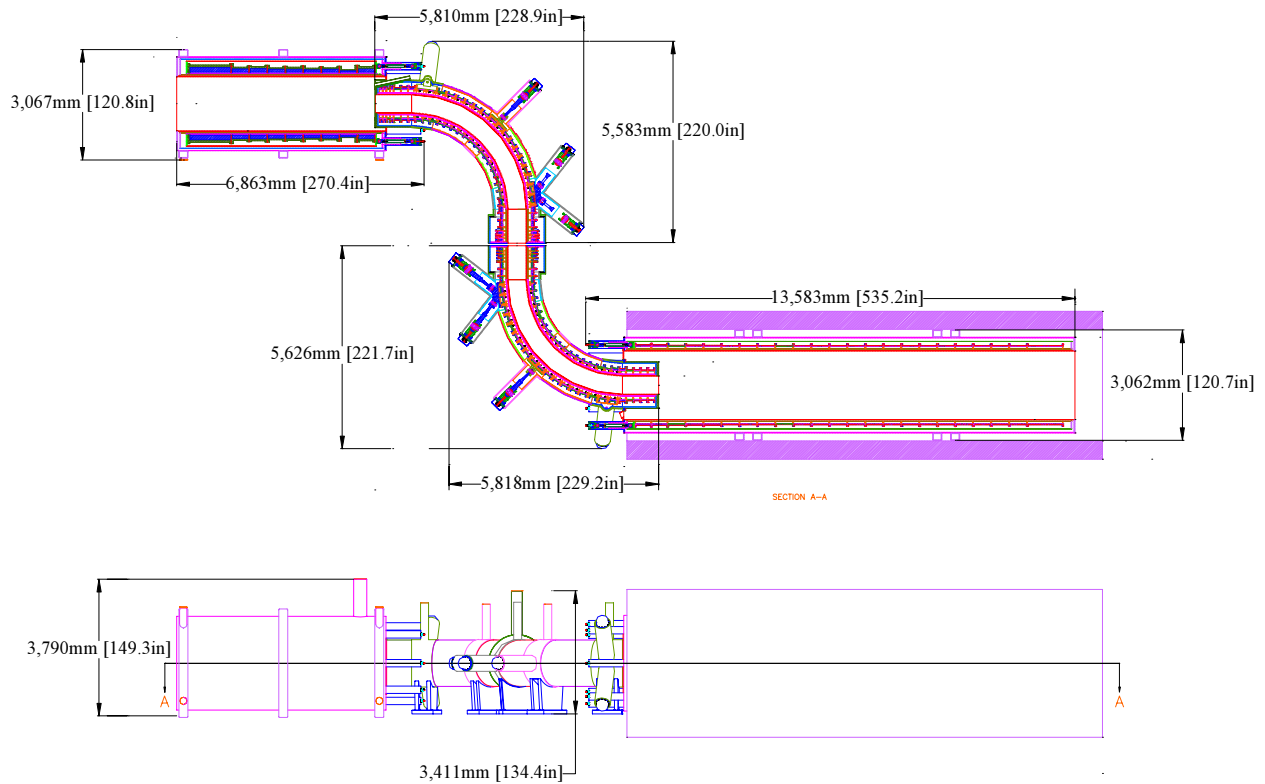 5,810mm [228.9in]
3,067mm [120.8in]
5,583mm [220.0in]
6,863mm [270.4in]
13,583mm [535.2in]
5,626mm [221.7in]
3,062mm [120.7in]
5,818mm [229.2in]
SECTION A-A
3,790mm [149.3in]
A
A
3,411mm [134.4in]